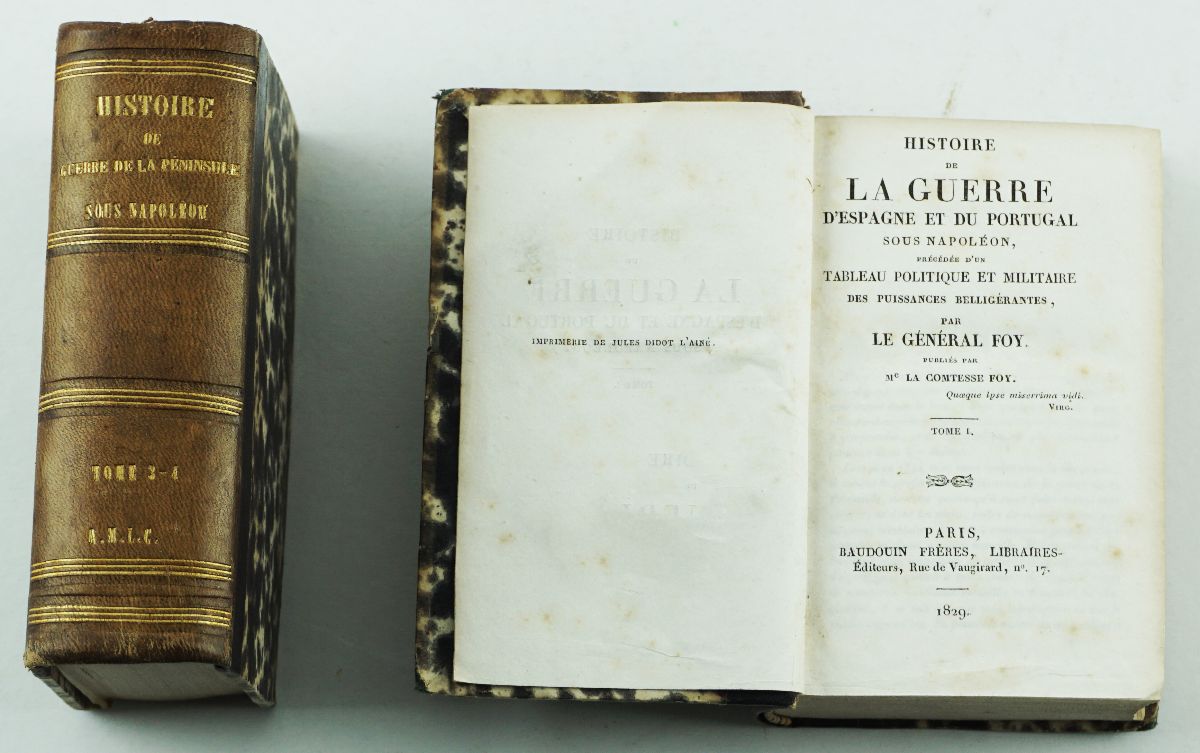 HISTOIRE
DE
GUERRE DE LA PENINSULE
SOUS NAPOLÉON
TOME 3-4
A.M.L.C.
IMPRIMERIE DE JULES DIDOT L'AINÉ.
HISTOIRE
DE
LA GUERRE
D'ESPAGNE ET DU PORTUGAL
SOUS NAPOLÉON,
PRÉCÉDÉE D'UN
TABLEAU POLITIQUE ET MILITAIRE
DES PUISSANCES BELLIGÉRANTES,
PAR
LE GÉNÉRAL FOY.
PUBLIÉS PAR
Mᵉ LA COMTESSE FOY.
Quæque ipse miserrima vidi.
VIRG.
TOME I.
PARIS,
BAUDOUIN FRÈRES, LIBRAIRES-
Éditeurs, Rue de Vaugirard, nº. 17.
1829.